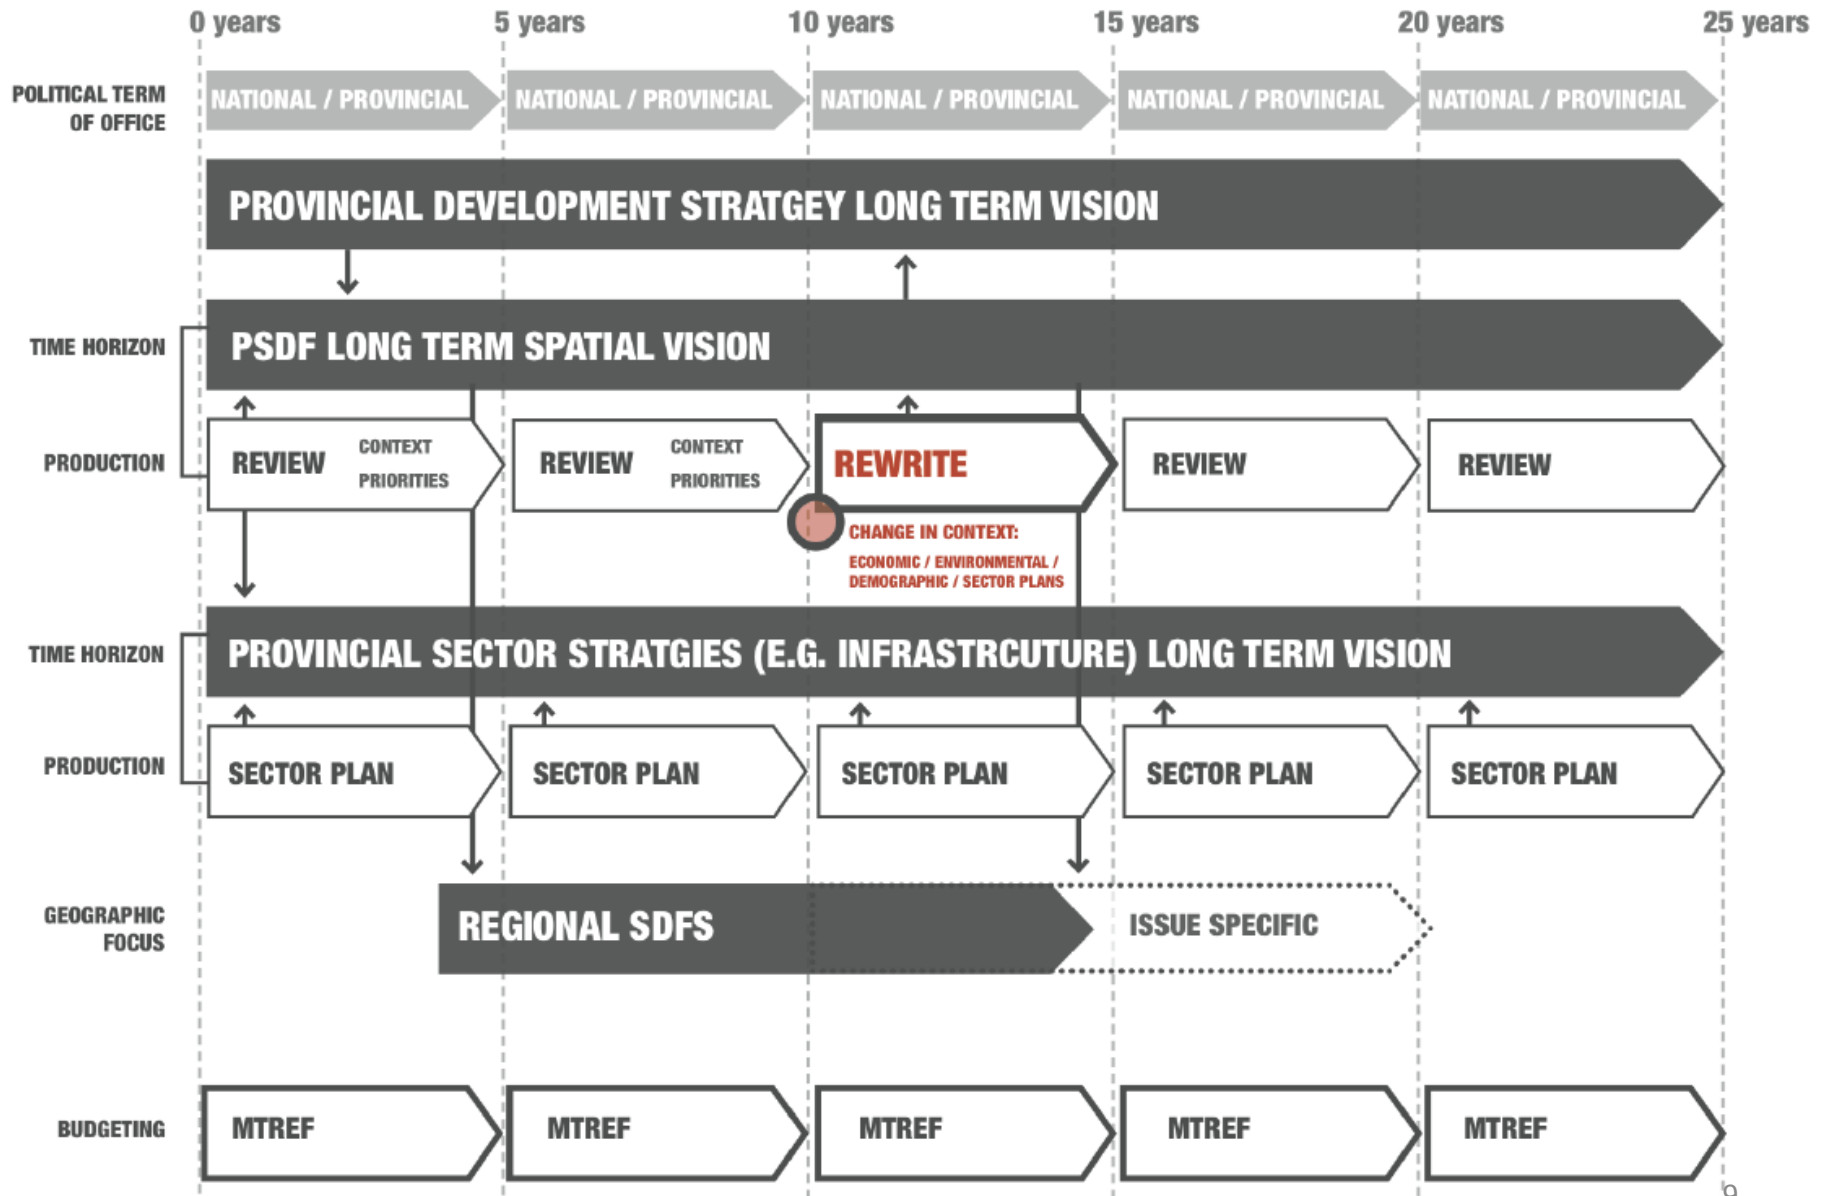 0 years 5 years 10 years 15 years 20 years 25 years
POLITICAL TERM
OF OFFICE
NATIONAL / PROVINCIAL NATIONAL / PROVINCIAL NATIONAL / PROVINCIAL NATIONAL / PROVINCIAL NATIONAL / PROVINCIAL
PROVINCIAL DEVELOPMENT STRATGEY LONG TERM VISION
TIME HORIZON
PSDF LONG TERM SPATIAL VISION
PRODUCTION
REVIEW
CONTEXT
PRIORITIES
REVIEW
CONTEXT
PRIORITIES
REWRITE
REVIEW
REVIEW
CHANGE IN CONTEXT:
ECONOMIC / ENVIRONMENTAL /
DEMOGRAPHIC / SECTOR PLANS
TIME HORIZON
PROVINCIAL SECTOR STRATGIES (E.G. INFRASTRCUTURE) LONG TERM VISION
PRODUCTION
SECTOR PLAN SECTOR PLAN SECTOR PLAN SECTOR PLAN SECTOR PLAN
GEOGRAPHIC
FOCUS
REGIONAL SDFS
ISSUE SPECIFIC
BUDGETING
MTREF MTREF MTREF MTREF MTREF